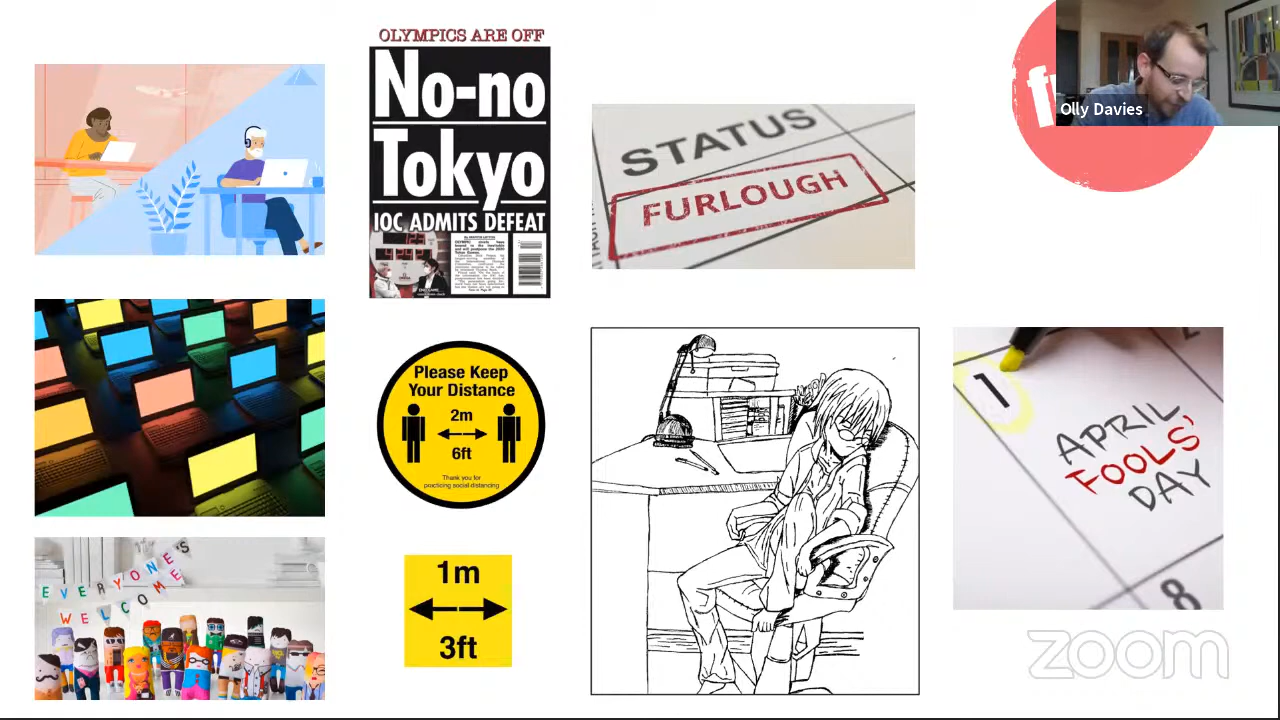 OLYMPICS ARE OFF
No-no
Tokyo
IOC ADMITS DEFEAT
STATUS
FURLOUGH
Olly Davies
Please Keep
Your Distance
2m
6ft
Thank you for
practicing social distancing
1
APRIL
FOOLS'
DAY
8
EVERYONE'S
WELCOME
1m
3ft
zoom